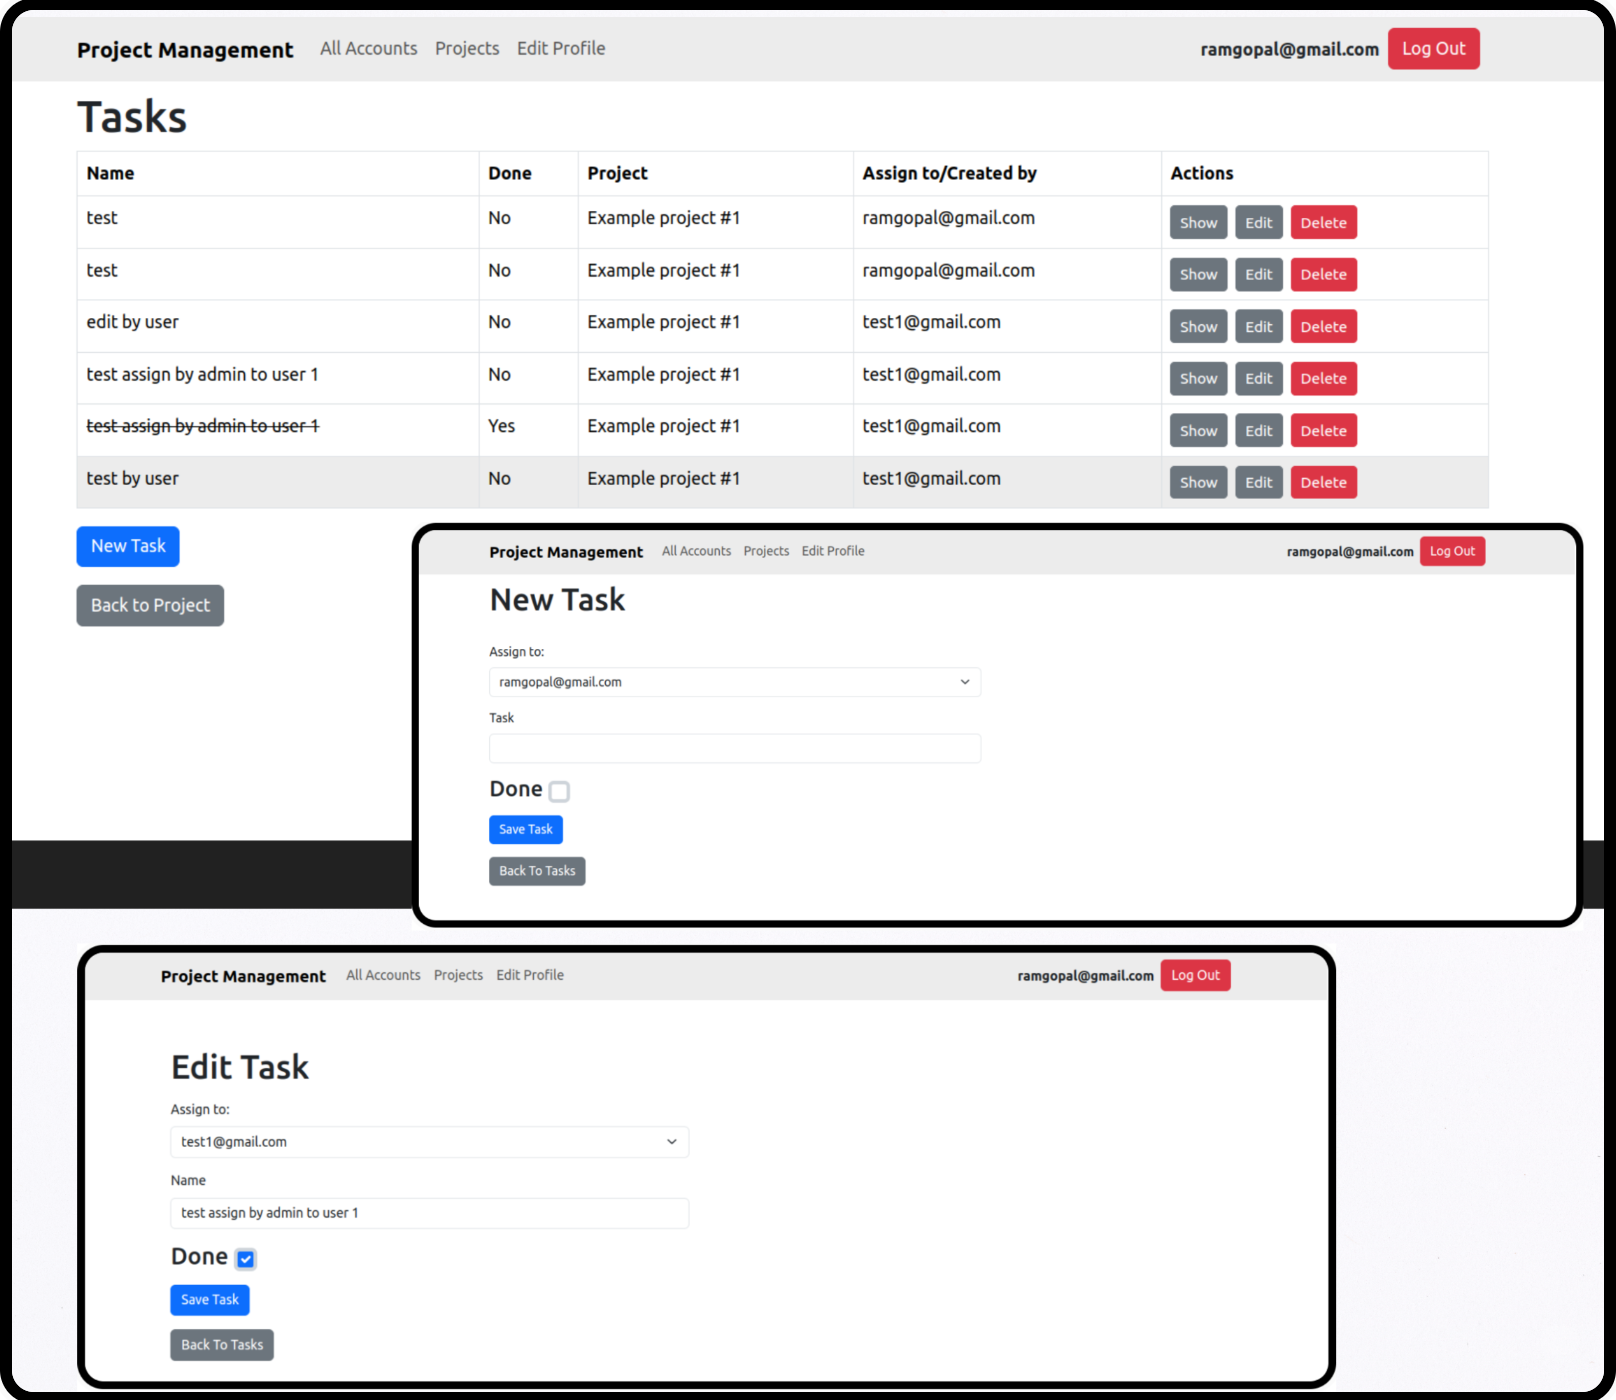 Project Management All Accounts Projects Edit Profile ramgopal@gmail.com Log Out
Tasks
Name Done Project Assign to/Created by Actions
test No Example project #1 ramgopal@gmail.com Show Edit Delete
test No Example project #1 ramgopal@gmail.com Show Edit Delete
edit by user No Example project #1 test1@gmail.com Show Edit Delete
test assign by admin to user 1 No Example project #1 test1@gmail.com Show Edit Delete
test assign by admin to user 1 Yes Example project #1 test1@gmail.com Show Edit Delete
test by user No Example project #1 test1@gmail.com Show Edit Delete
New Task
Back to Project
Project Management All Accounts Projects Edit Profile ramgopal@gmail.com Log Out
New Task
Assign to:
ramgopal@gmail.com
Task
Done
Save Task
Back To Tasks
Project Management All Accounts Projects Edit Profile ramgopal@gmail.com Log Out
Edit Task
Assign to:
test1@gmail.com
Name
test assign by admin to user 1
Done
Save Task
Back To Tasks